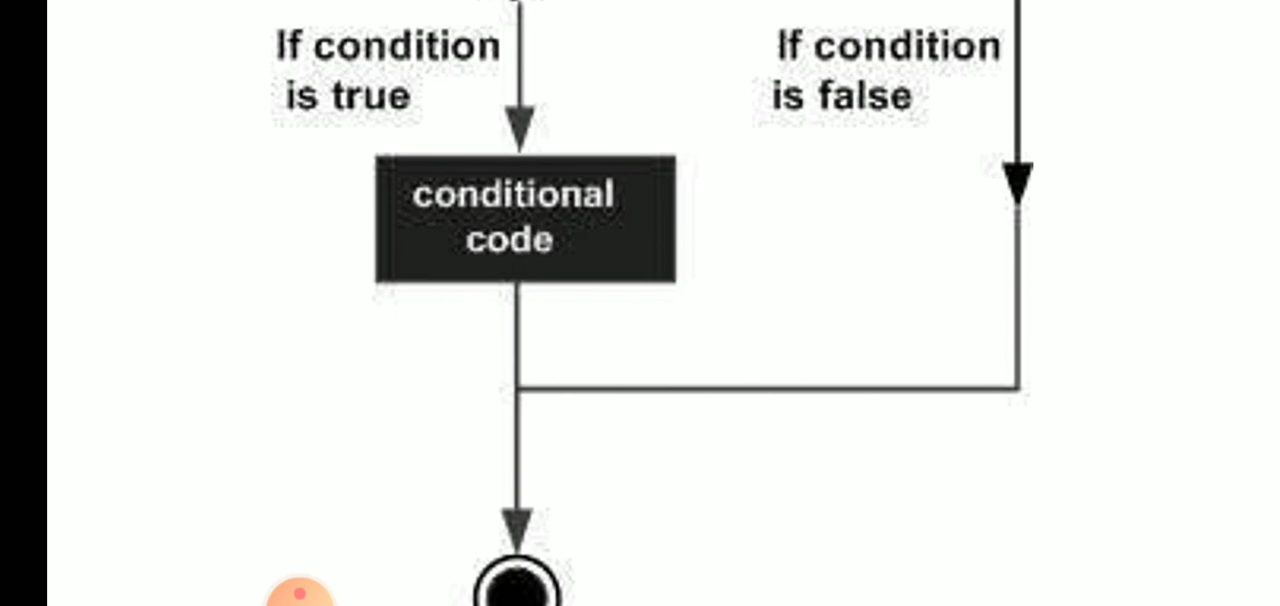 If condition
is true
If condition
is false
conditional
code